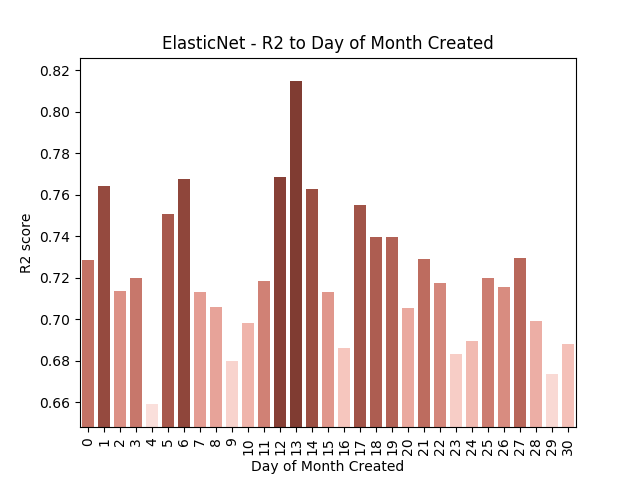 ElasticNet - R2 to Day of Month Created
0.82
0.80
0.78
0.76
0.74
0.72
0.70
0.68
0.66
R2 score
0 1 2 3 4 5 6 7 8 9 10 11 12 13 14 15 16 17 18 19 20 21 22 23 24 25 26 27 28 29 30
Day of Month Created